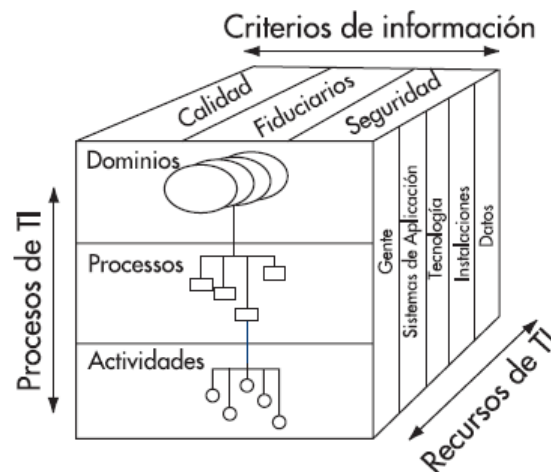 Criterios de información
Calidad
Fiduciarios
Seguridad
Dominios
Processos
Actividades
Procesos de TI
Gente
Sistemas de Aplicación
Tecnología
Instalaciones
Datos
Recursos de TI